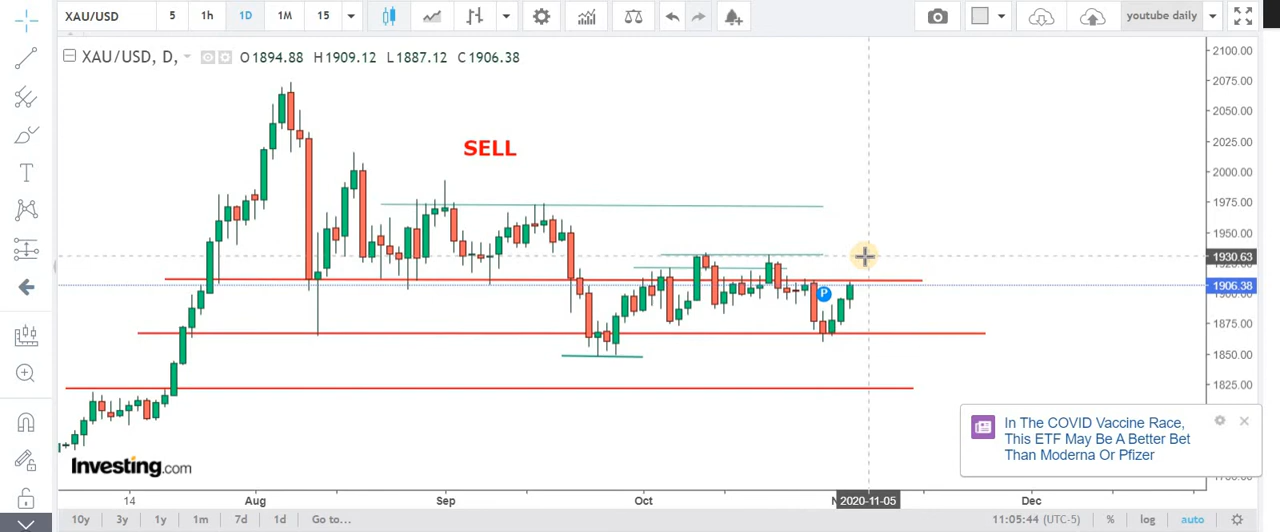 XAU/USD 5 1h 1D 1M 15 youtube daily
XAU/USD, D, O1894.88 H1909.12 L1887.12 C1906.38
SELL
P
2100.00
2075.00
2050.00
2025.00
2000.00
1975.00
1950.00
1930.63
1906.38
1900.00
1875.00
1850.00
1825.00
In The COVID Vaccine Race,
This ETF May Be A Better Bet
Than Moderna Or Pfizer
Investing.com
14 Aug Sep Oct 2020-11-05 Dec
10y 3y 1y 1m 7d 1d Go to... 11:05:44 (UTC-5) % log auto